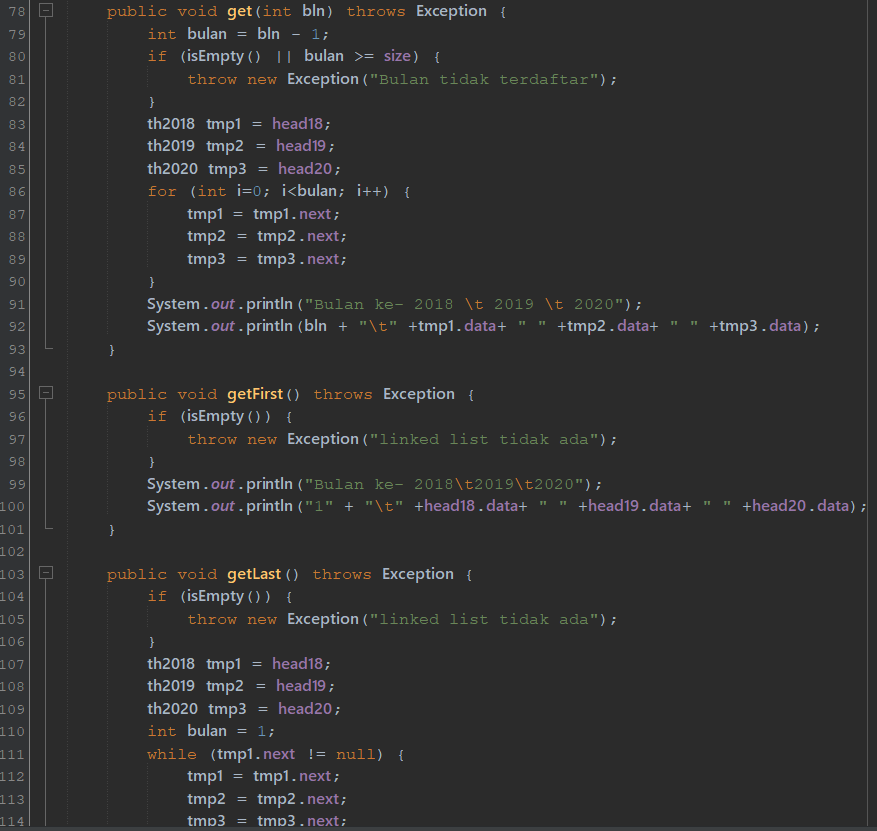 78 public void get(int bln) throws Exception {
79 int bulan = bln - 1;
80 if (isEmpty() || bulan >= size) {
81 throw new Exception("Bulan tidak terdaftar");
82 }
83 th2018 tmp1 = head18;
84 th2019 tmp2 = head19;
85 th2020 tmp3 = head20;
86 for (int i=0; i<bulan; i++) {
87 tmp1 = tmp1.next;
88 tmp2 = tmp2.next;
89 tmp3 = tmp3.next;
90 }
91 System.out.println("Bulan ke- 2018 \t 2019 \t 2020");
92 System.out.println(bln + "\t" +tmp1.data+ " " +tmp2.data+ " " +tmp3.data);
93 }
94
95 public void getFirst() throws Exception {
96 if (isEmpty()) {
97 throw new Exception("linked list tidak ada");
98 }
99 System.out.println("Bulan ke- 2018\t2019\t2020");
100 System.out.println("1" + "\t" +head18.data+ " " +head19.data+ " " +head20.data);
101 }
102
103 public void getLast() throws Exception {
104 if (isEmpty()) {
105 throw new Exception("linked list tidak ada");
106 }
107 th2018 tmp1 = head18;
108 th2019 tmp2 = head19;
109 th2020 tmp3 = head20;
110 int bulan = 1;
111 while (tmp1.next != null) {
112 tmp1 = tmp1.next;
113 tmp2 = tmp2.next;
114 tmp3 = tmp3.next;